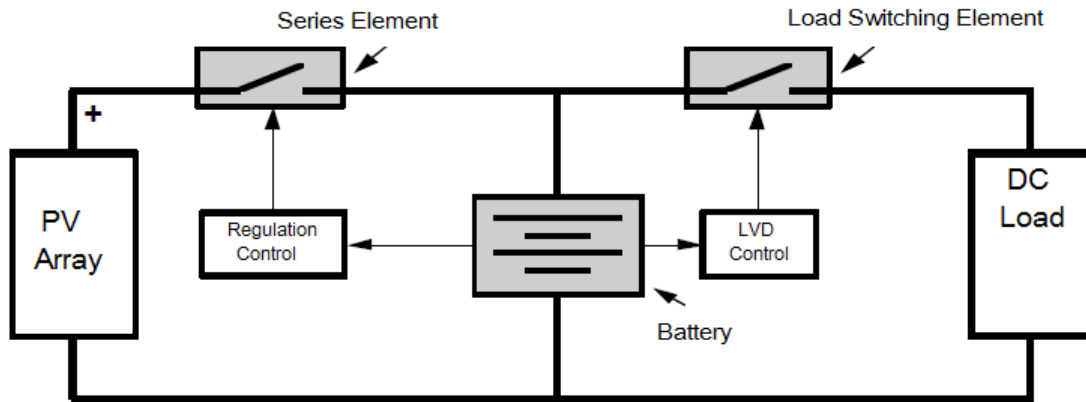 Series Element
Load Switching Element
+
PV
Array
Regulation
Control
LVD
Control
DC
Load
Battery